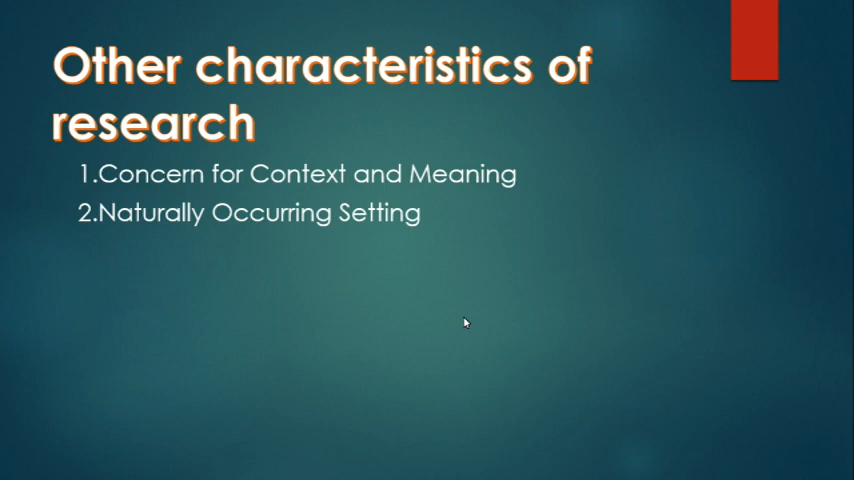 Other characteristics of
research
1.Concern for Context and Meaning
2.Naturally Occurring Setting